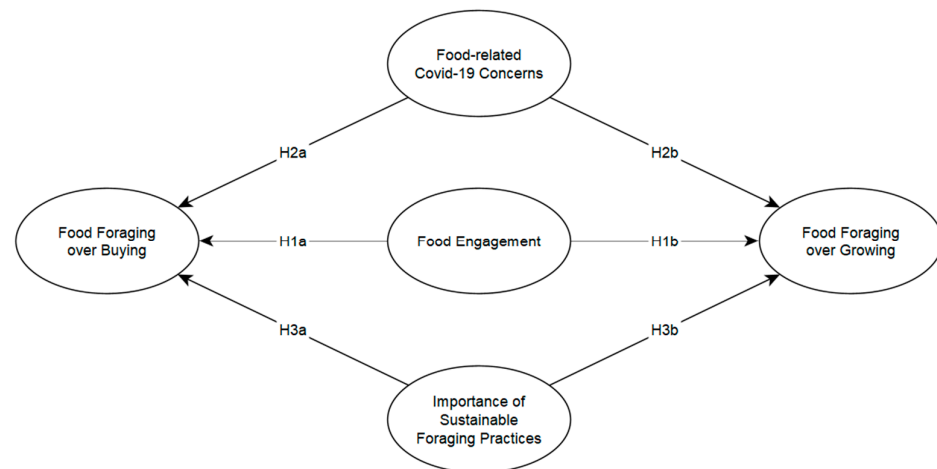 Food-related
Covid-19 Concerns
H2a
H2b
Food Foraging
over Buying
H1a
Food Engagement
H1b
Food Foraging
over Growing
H3a
H3b
Importance of
Sustainable
Foraging Practices